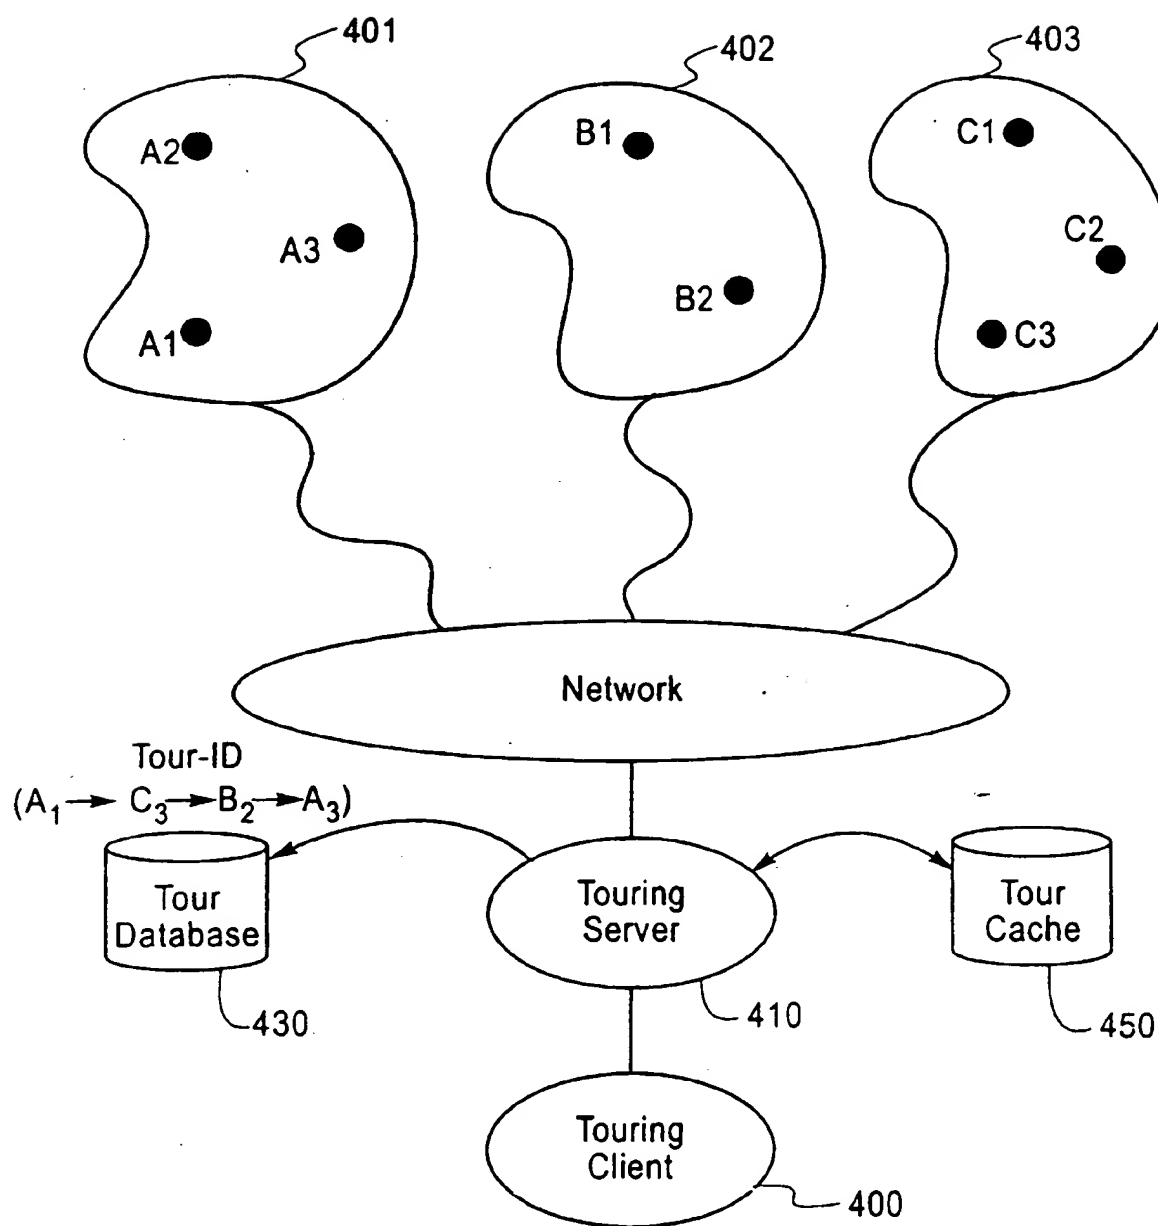 401
402
403
A2
B1
C1
A3
C2
B2
A1
C3
Network
Tour-ID
(A₁ → C₃ → B₂ → A₃)
Tour
Database
Touring
Server
Tour
Cache
430
410
450
Touring
Client
400